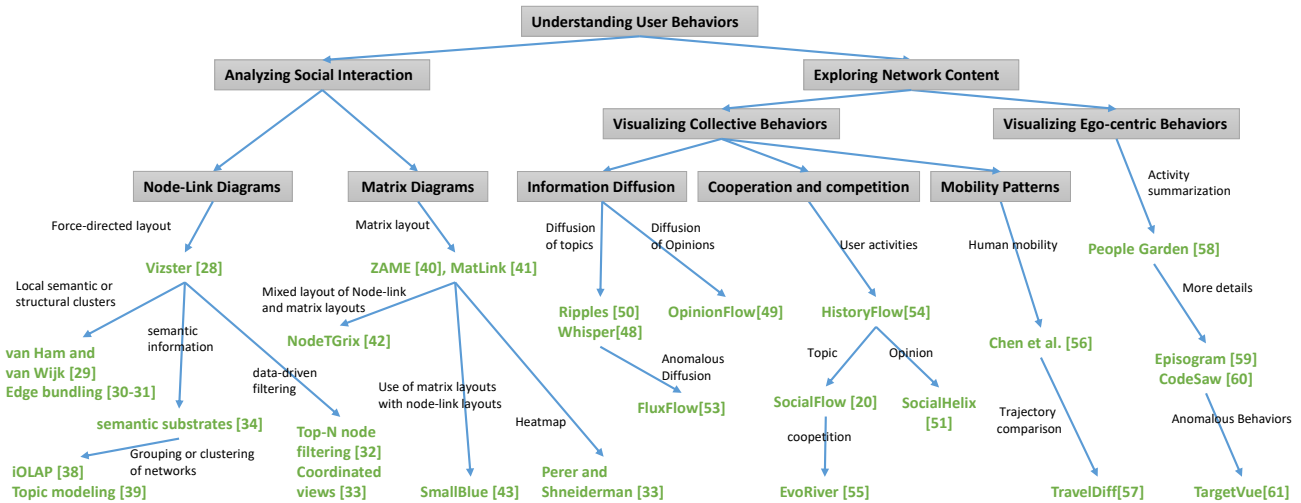 Understanding User Behaviors
Analyzing Social Interaction
Exploring Network Content
Visualizing Collective Behaviors
Visualizing Ego-centric Behaviors
Node-Link Diagrams
Matrix Diagrams
Information Diffusion
Cooperation and competition
Mobility Patterns
Activity
summarization
Force-directed layout
Matrix layout
Diffusion
of topics
Diffusion
of Opinions
User activities
Human mobility
People Garden [58]
Vizster [28]
ZAME [40], MatLink [41]
Local semantic or
structural clusters
Mixed layout of Node-link
and matrix layouts
More details
semantic
information
NodeTGrix [42]
Ripples [50]
Whisper[48]
OpinionFlow[49]
HistoryFlow[54]
Chen et al. [56]
van Ham and
van Wijk [29]
Edge bundling [30-31]
data-driven
filtering
Use of matrix layouts
with node-link layouts
Anomalous
Diffusion
Topic
Opinion
Episogram [59]
CodeSaw [60]
FluxFlow[53]
SocialFlow [20]
SocialHelix
[51]
Trajectory
comparison
Anomalous Behaviors
semantic substrates [34]
Top-N node
filtering [32]
Coordinated
views [33]
Heatmap
coopetition
Grouping or clustering
of networks
iOLAP [38]
Topic modeling [39]
SmallBlue [43]
Perer and
Shneiderman [33]
EvoRiver [55]
TravelDiff[57]
TargetVue[61]